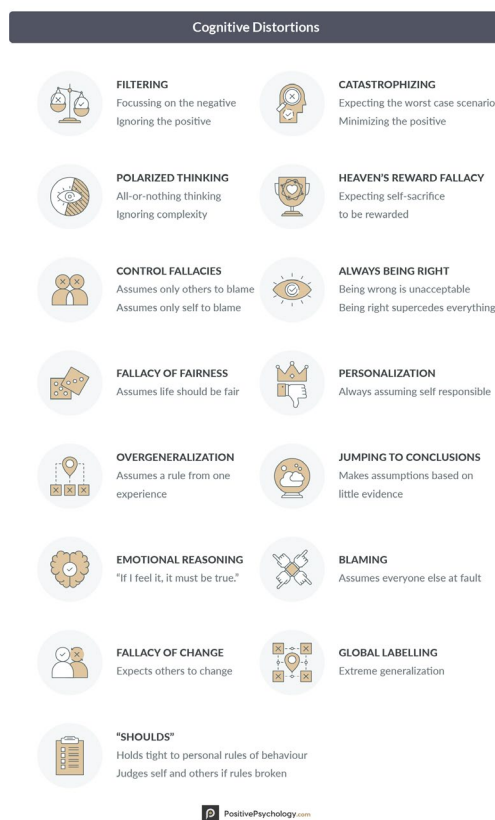 Cognitive Distortions
FILTERING
Focussing on the negative
Ignoring the positive
CATASTROPHIZING
Expecting the worst case scenario
Minimizing the positive
POLARIZED THINKING
All-or-nothing thinking
Ignoring complexity
HEAVEN'S REWARD FALLACY
Expecting self-sacrifice
to be rewarded
CONTROL FALLACIES
Assumes only others to blame
Assumes only self to blame
ALWAYS BEING RIGHT
Being wrong is unacceptable
Being right supercedes everything
FALLACY OF FAIRNESS
Assumes life should be fair
PERSONALIZATION
Always assuming self responsible
OVERGENERALIZATION
Assumes a rule from one
experience
JUMPING TO CONCLUSIONS
Makes assumptions based on
little evidence
EMOTIONAL REASONING
“If I feel it, it must be true.”
BLAMING
Assumes everyone else at fault
FALLACY OF CHANGE
Expects others to change
GLOBAL LABELLING
Extreme generalization
“SHOULDS”
Holds tight to personal rules of behaviour
Judges self and others if rules broken
PositivePsychology.com